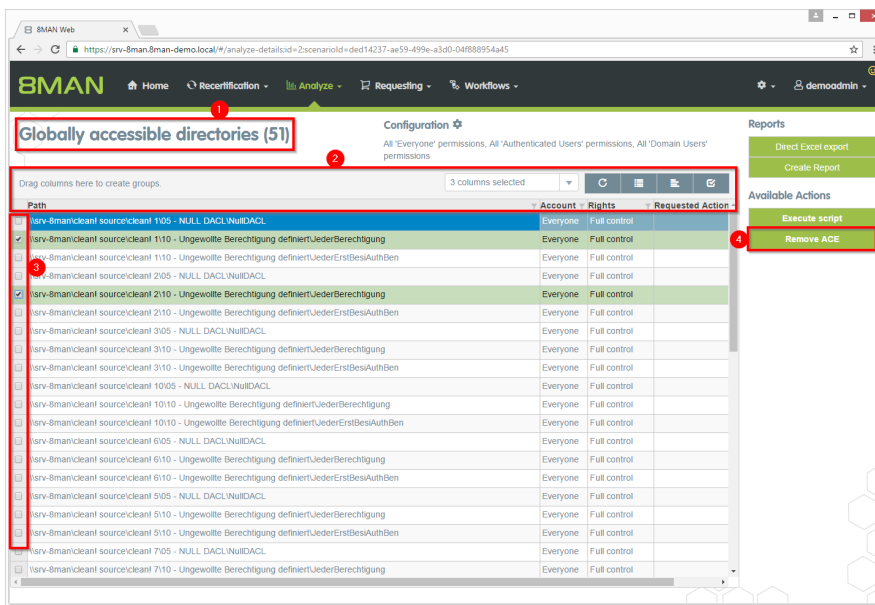 8MAN Web
https://srv-8man.8man-demo.local/#/analyze-details;id=2;scenarioId=ded14237-ae59-499e-a3d0-04f888954a45
8MAN Home Recertification Analyze Requesting Workflows demoadmin
1
Globally accessible directories (51)
Configuration
All 'Everyone' permissions, All 'Authenticated Users' permissions, All 'Domain Users'
permissions
Reports
Direct Excel export
Create Report
2
Drag columns here to create groups.
3 columns selected
Available Actions
Execute script
4
Remove ACE
Path Account Rights Requested Action
\\srv-8man\clean! source\clean! 1\05 - NULL DACL\NullDACL Everyone Full control
\\srv-8man\clean! source\clean! 1\10 - Ungewollte Berechtigung definiert\JederBerechtigung Everyone Full control
3
\\srv-8man\clean! source\clean! 1\10 - Ungewollte Berechtigung definiert\JederErstBesiAuthBen Everyone Full control
\\srv-8man\clean! source\clean! 2\05 - NULL DACL\NullDACL Everyone Full control
\\srv-8man\clean! source\clean! 2\10 - Ungewollte Berechtigung definiert\JederBerechtigung Everyone Full control
\\srv-8man\clean! source\clean! 2\10 - Ungewollte Berechtigung definiert\JederErstBesiAuthBen Everyone Full control
\\srv-8man\clean! source\clean! 3\05 - NULL DACL\NullDACL Everyone Full control
\\srv-8man\clean! source\clean! 3\10 - Ungewollte Berechtigung definiert\JederBerechtigung Everyone Full control
\\srv-8man\clean! source\clean! 3\10 - Ungewollte Berechtigung definiert\JederErstBesiAuthBen Everyone Full control
\\srv-8man\clean! source\clean! 10\05 - NULL DACL\NullDACL Everyone Full control
\\srv-8man\clean! source\clean! 10\10 - Ungewollte Berechtigung definiert\JederBerechtigung Everyone Full control
\\srv-8man\clean! source\clean! 10\10 - Ungewollte Berechtigung definiert\JederErstBesiAuthBen Everyone Full control
\\srv-8man\clean! source\clean! 6\05 - NULL DACL\NullDACL Everyone Full control
\\srv-8man\clean! source\clean! 6\10 - Ungewollte Berechtigung definiert\JederBerechtigung Everyone Full control
\\srv-8man\clean! source\clean! 6\10 - Ungewollte Berechtigung definiert\JederErstBesiAuthBen Everyone Full control
\\srv-8man\clean! source\clean! 5\05 - NULL DACL\NullDACL Everyone Full control
\\srv-8man\clean! source\clean! 5\10 - Ungewollte Berechtigung definiert\JederBerechtigung Everyone Full control
\\srv-8man\clean! source\clean! 5\10 - Ungewollte Berechtigung definiert\JederErstBesiAuthBen Everyone Full control
\\srv-8man\clean! source\clean! 7\05 - NULL DACL\NullDACL Everyone Full control
\\srv-8man\clean! source\clean! 7\10 - Ungewollte Berechtigung definiert\JederBerechtigung Everyone Full control